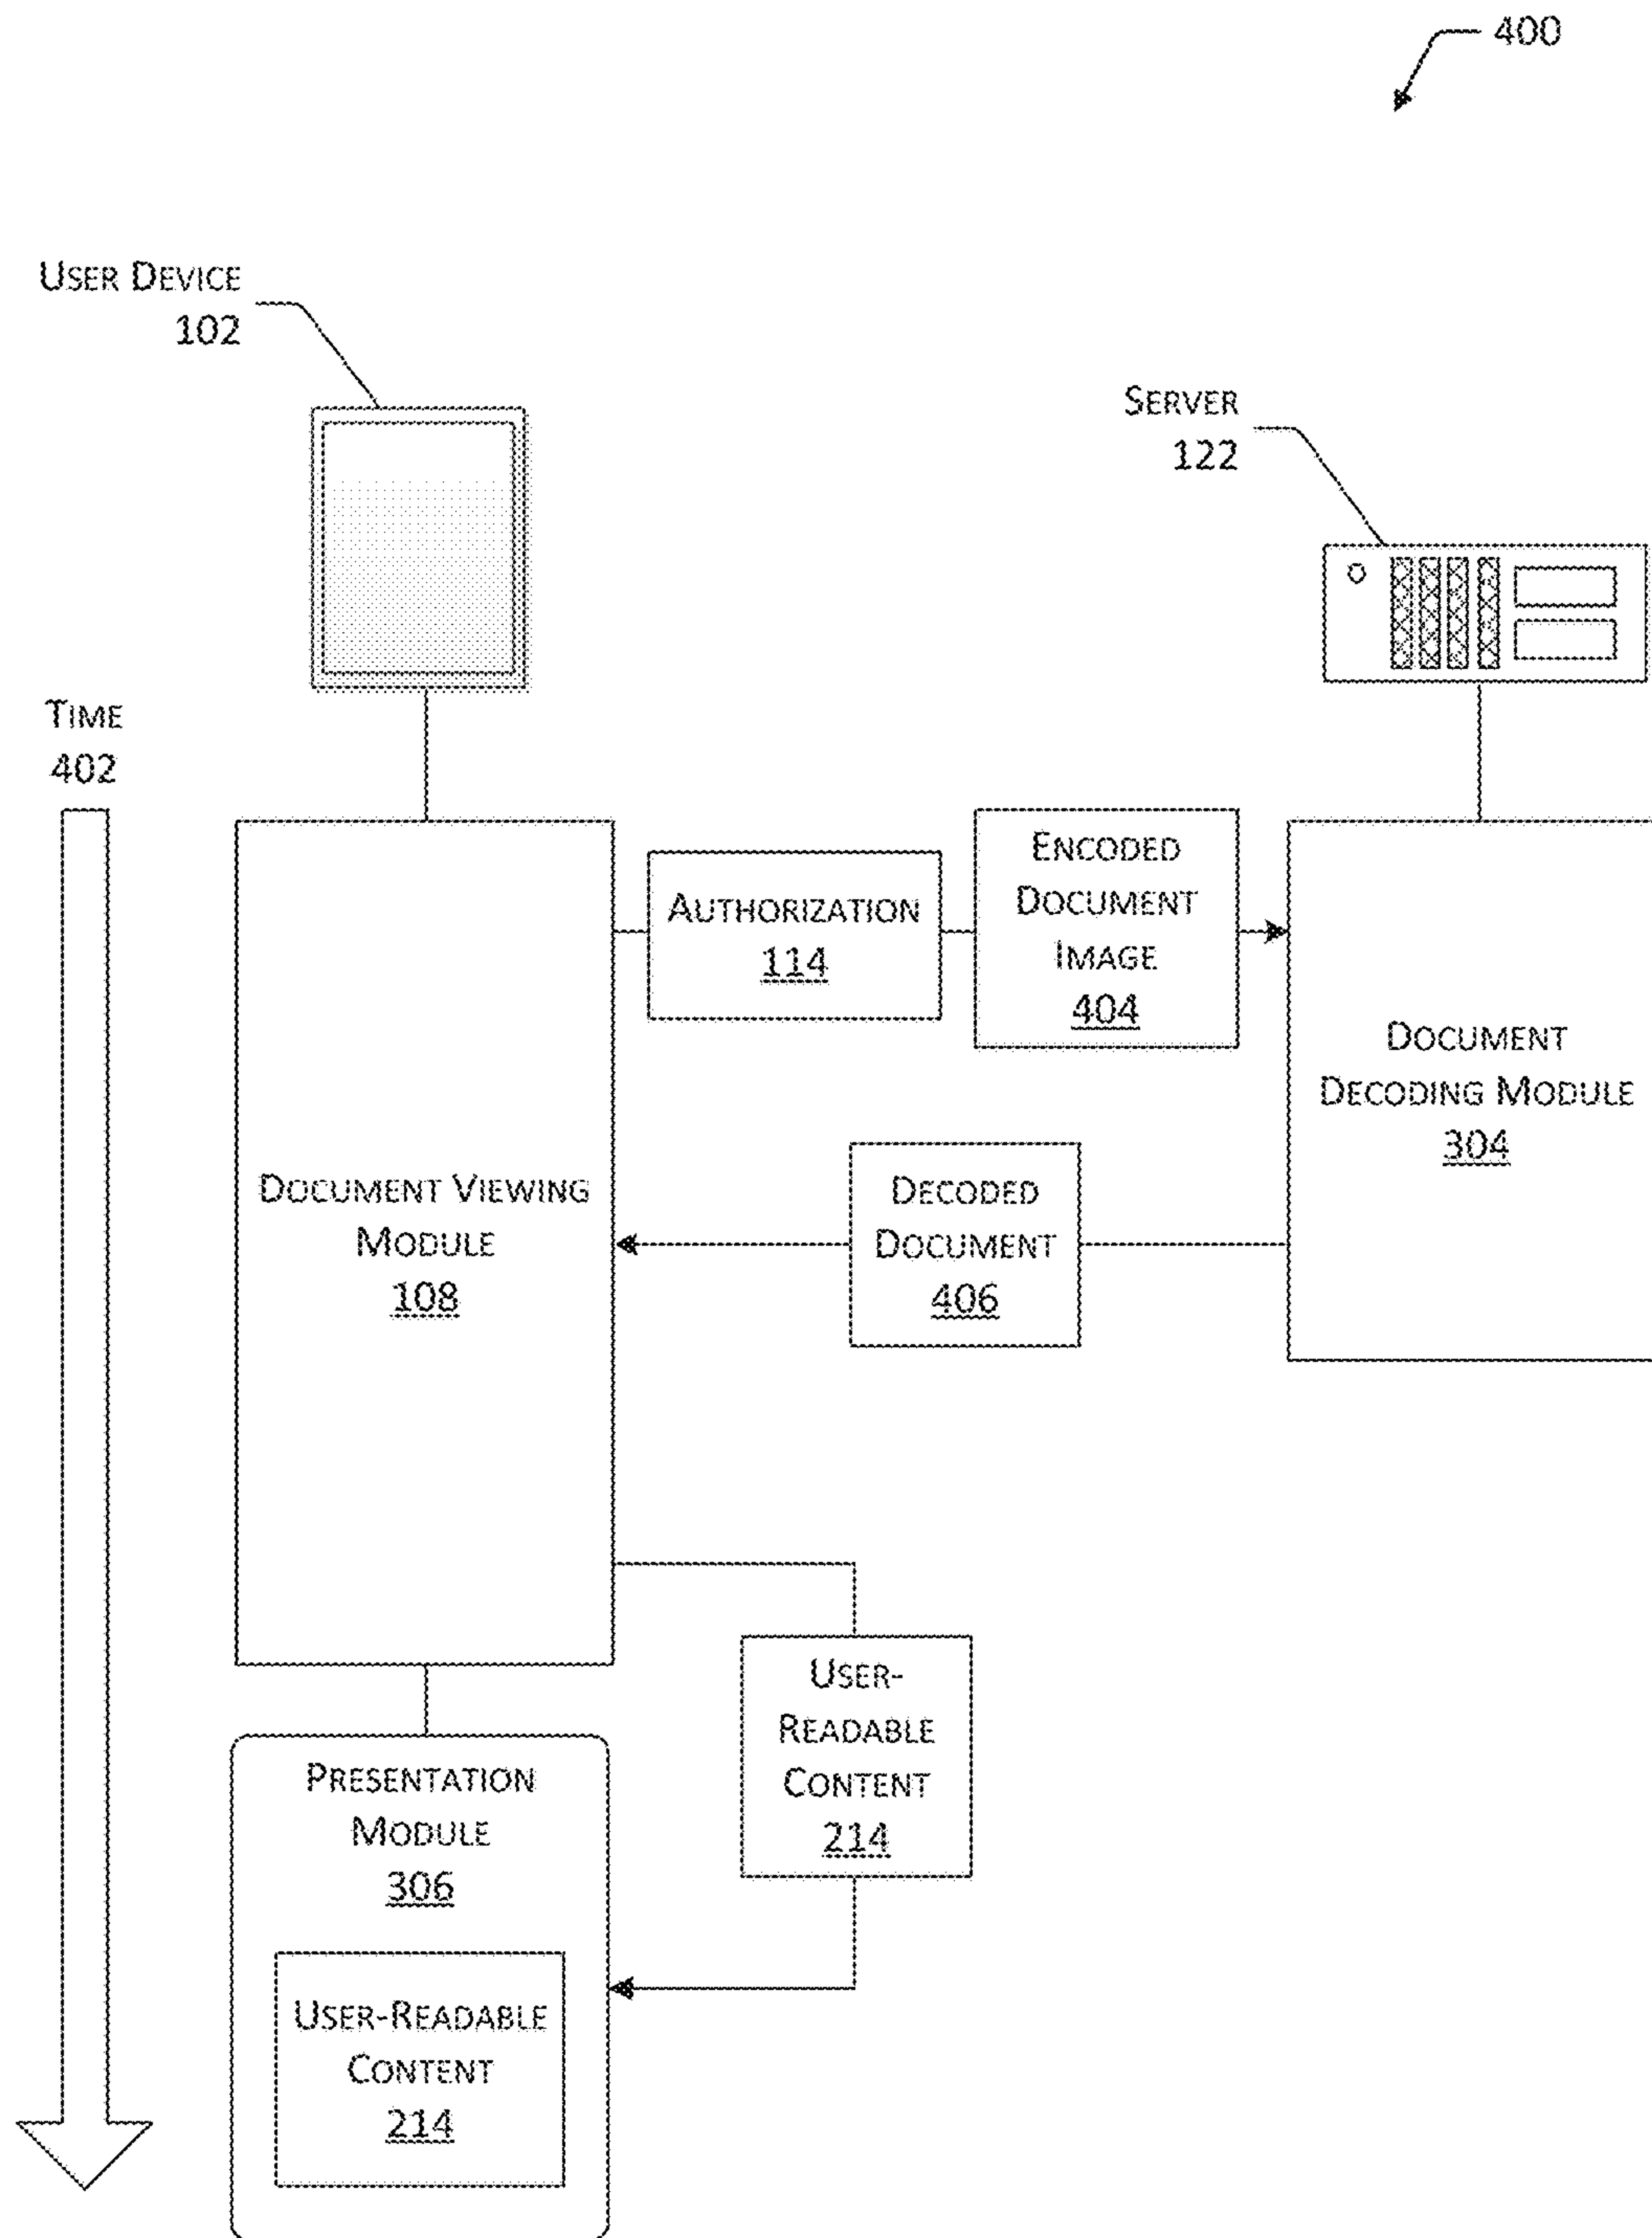 400
USER DEVICE
102
SERVER
122
TIME
402
AUTHORIZATION
114
ENCODED
DOCUMENT
IMAGE
404
DOCUMENT
DECODING MODULE
304
DOCUMENT VIEWING
MODULE
108
DECODED
DOCUMENT
406
USER-
READABLE
CONTENT
214
PRESENTATION
MODULE
306
USER-READABLE
CONTENT
214